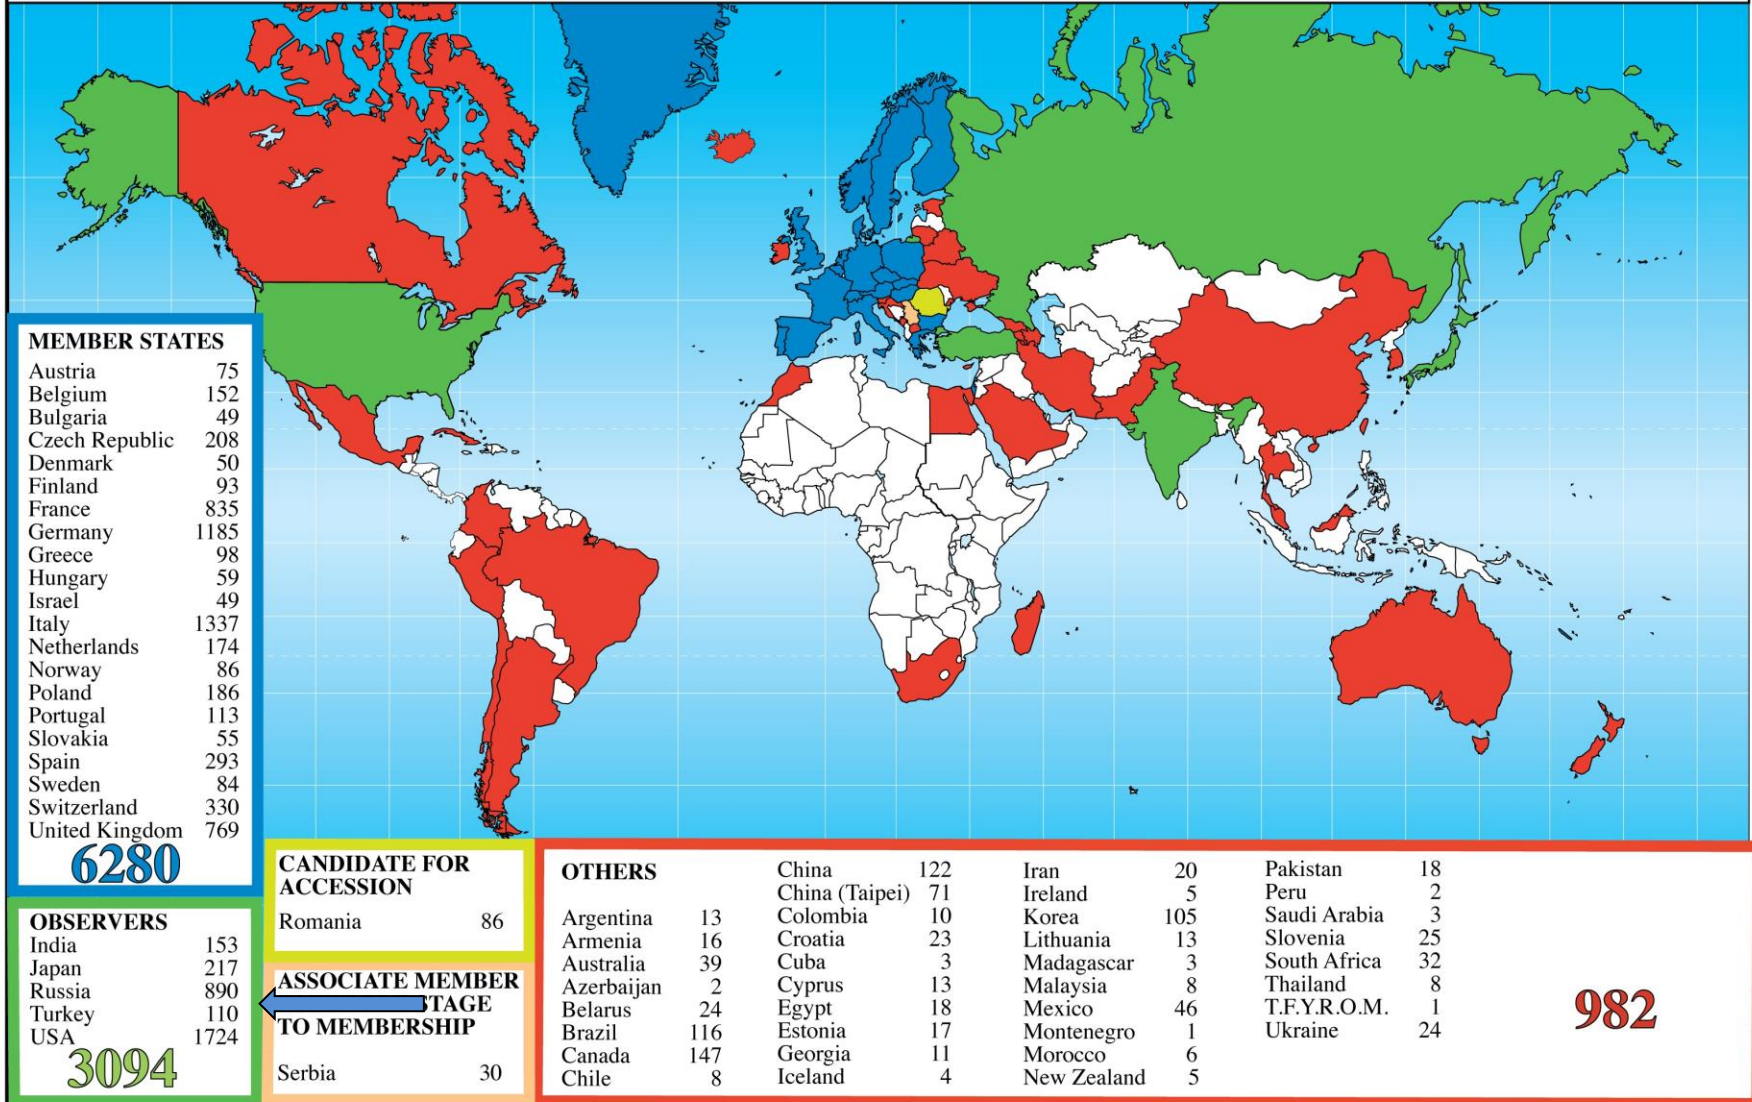 MEMBER STATES
Austria 75
Belgium 152
Bulgaria 49
Czech Republic 208
Denmark 50
Finland 93
France 835
Germany 1185
Greece 98
Hungary 59
Israel 49
Italy 1337
Netherlands 174
Norway 86
Poland 186
Portugal 113
Slovakia 55
Spain 293
Sweden 84
Switzerland 330
United Kingdom 769
6280
OBSERVERS
India 153
Japan 217
Russia 890
Turkey 110
USA 1724
3094
CANDIDATE FOR
ACCESSION
Romania 86
ASSOCIATE MEMBER
STAGE
TO MEMBERSHIP
Serbia 30
OTHERS
Argentina 13
Armenia 16
Australia 39
Azerbaijan 2
Belarus 24
Brazil 116
Canada 147
Chile 8
China 122
China (Taipei) 71
Colombia 10
Croatia 23
Cuba 3
Cyprus 13
Egypt 18
Estonia 17
Georgia 11
Iceland 4
Iran 20
Ireland 5
Korea 105
Lithuania 13
Madagascar 3
Malaysia 8
Mexico 46
Montenegro 1
Morocco 6
New Zealand 5
Pakistan 18
Peru 2
Saudi Arabia 3
Slovenia 25
South Africa 32
Thailand 8
T.F.Y.R.O.M. 1
Ukraine 24
982